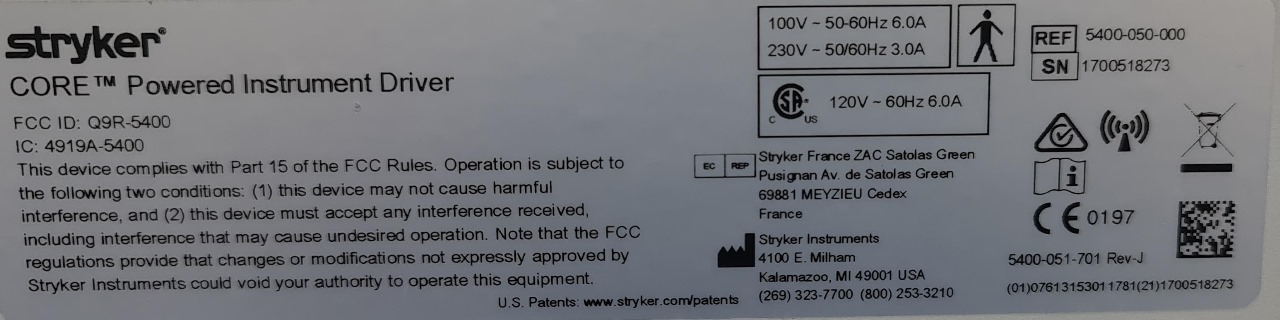 stryker®
CORE™ Powered Instrument Driver
FCC ID: Q9R-5400
IC: 4919A-5400
This device complies with Part 15 of the FCC Rules. Operation is subject to
the following two conditions: (1) this device may not cause harmful
interference, and (2) this device must accept any interference received,
including interference that may cause undesired operation. Note that the FCC
regulations provide that changes or modifications not expressly approved by
Stryker Instruments could void your authority to operate this equipment.
U.S. Patents: www.stryker.com/patents
100V ~ 50-60Hz 6.0A
230V ~ 50/60Hz 3.0A
C SA® US
120V ~ 60Hz 6.0A
EC REP
Stryker France ZAC Satolas Green
Pusignan Av. de Satolas Green
69881 MEYZIEU Cedex
France
Stryker Instruments
4100 E. Milham
Kalamazoo, MI 49001 USA
(269) 323-7700 (800) 253-3210
REF 5400-050-000
SN 1700518273
i
CE 0197
5400-051-701 Rev-J
(01)07613153011781(21)1700518273